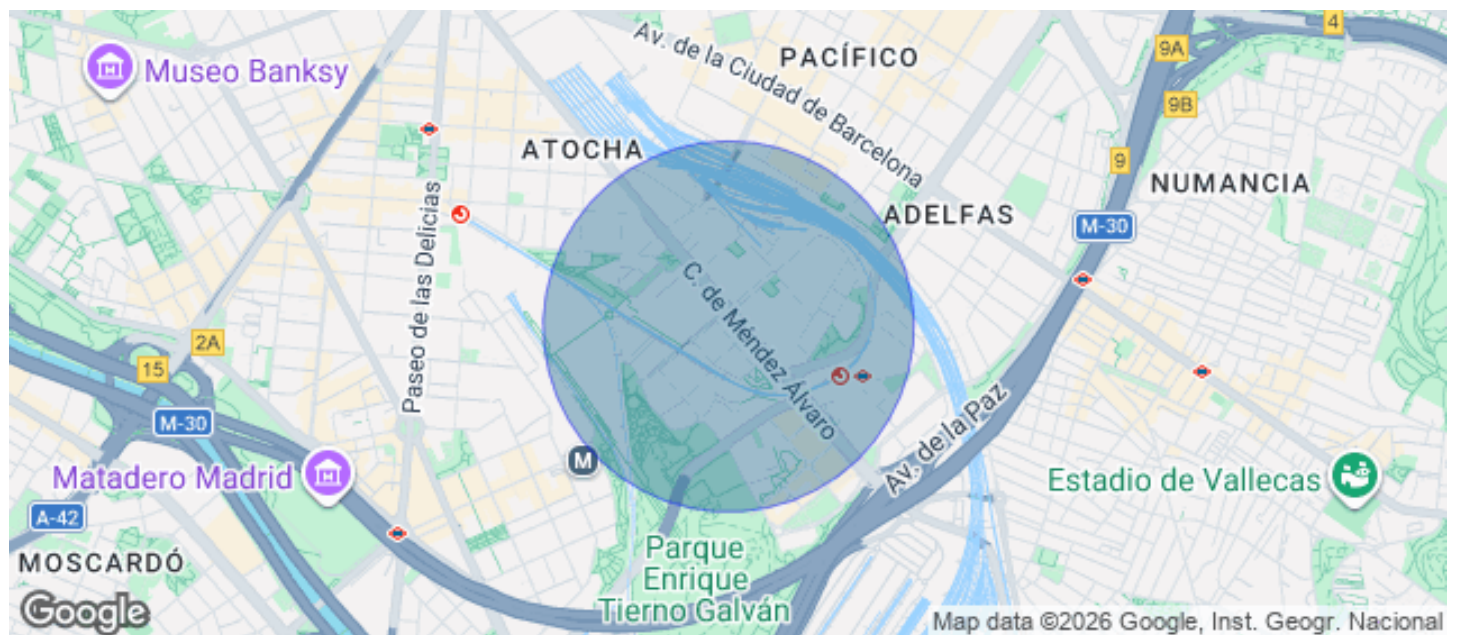 Museo Banksy
Av. de la Ciudad de Barcelona
PACÍFICO
4
9A
9B
ATOCHA
9
NUMANCIA
ADELFAS
M-30
Paseo de las Delicias
C. de Méndez Álvaro
2A
15
M-30
Av. de la Paz
M
Matadero Madrid
Estadio de Vallecas
A-42
MOSCARDÓ
Parque
Enrique
Tierno Galván
Google
Map data ©2026 Google, Inst. Geogr. Nacional